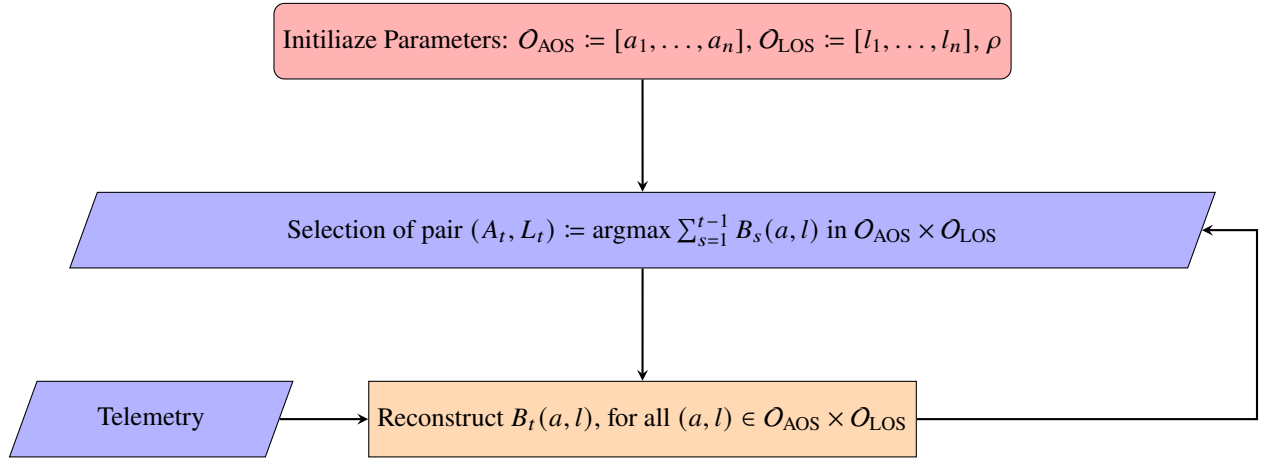 Initiliaze Parameters: 𝒪_AOS ≔ [a_1, . . . , a_n], 𝒪_LOS ≔ [l_1, . . . , l_n], ρ
Selection of pair (A_t, L_t) ≔ argmax ∑_{s=1}^{t−1} B_s(a, l) in 𝒪_AOS × 𝒪_LOS
Telemetry
Reconstruct B_t(a, l), for all (a, l) ∈ 𝒪_AOS × 𝒪_LOS